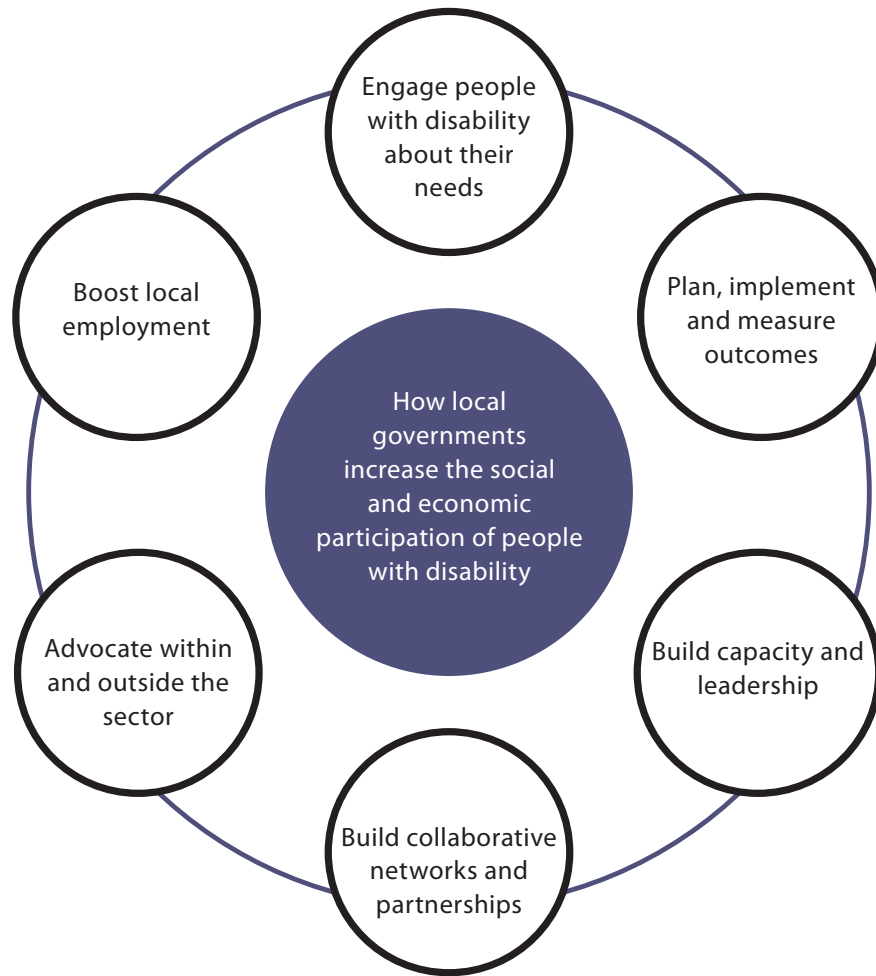 Engage people
with disability
about their
needs
Plan, implement
and measure
outcomes
Build capacity and
leadership
Build collaborative
networks and
partnerships
Advocate within
and outside the
sector
Boost local
employment
How local
governments
increase the social
and economic
participation of people
with disability